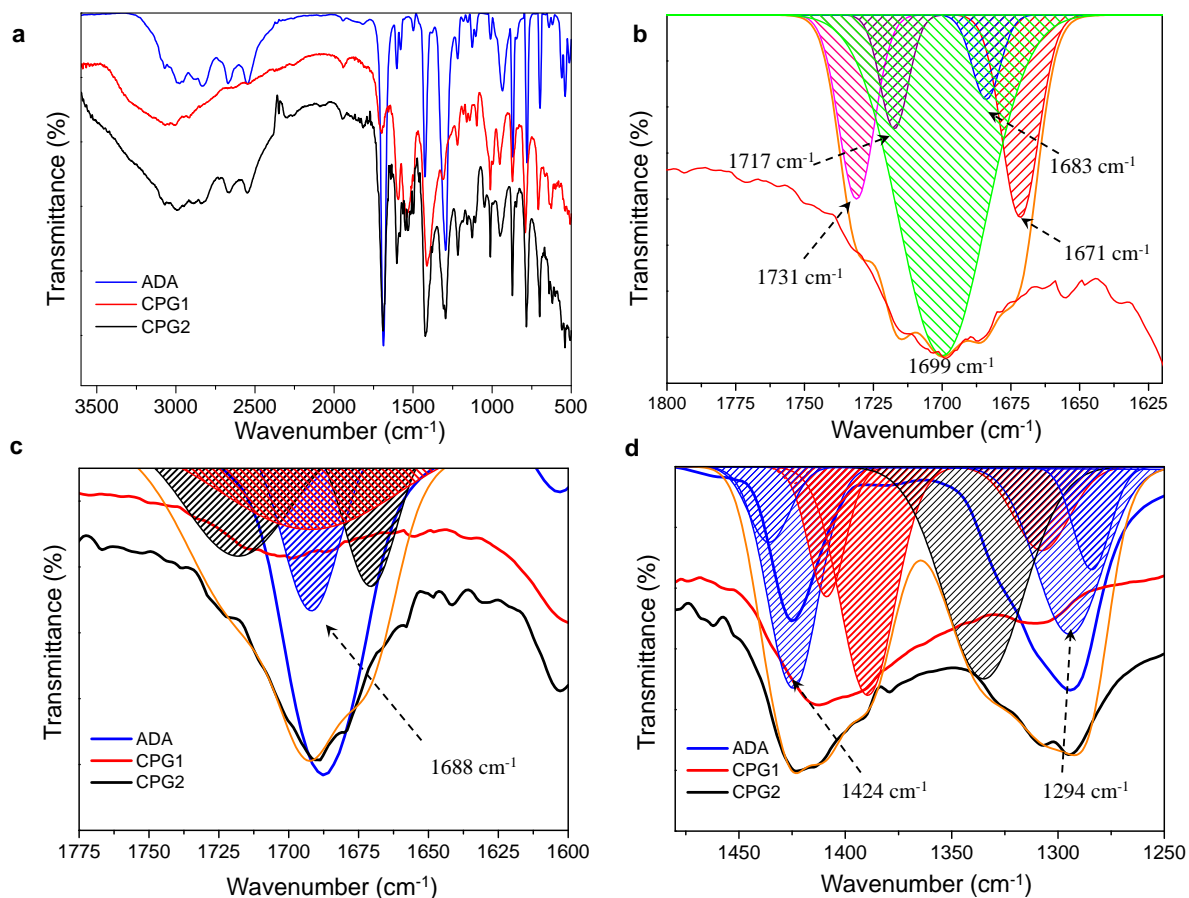 a
Transmittance (%)
ADA
CPG1
CPG2
3500 3000 2500 2000 1500 1000 500
Wavenumber (cm-1)
b
Transmittance (%)
1717 cm-1
1683 cm-1
1731 cm-1
1671 cm-1
1699 cm-1
1800 1775 1750 1725 1700 1675 1650 1625
Wavenumber (cm-1)
c
Transmittance (%)
1688 cm-1
ADA
CPG1
CPG2
1775 1750 1725 1700 1675 1650 1625 1600
Wavenumber (cm-1)
d
Transmittance (%)
ADA
CPG1
CPG2
1424 cm-1
1294 cm-1
1450 1400 1350 1300 1250
Wavenumber (cm-1)